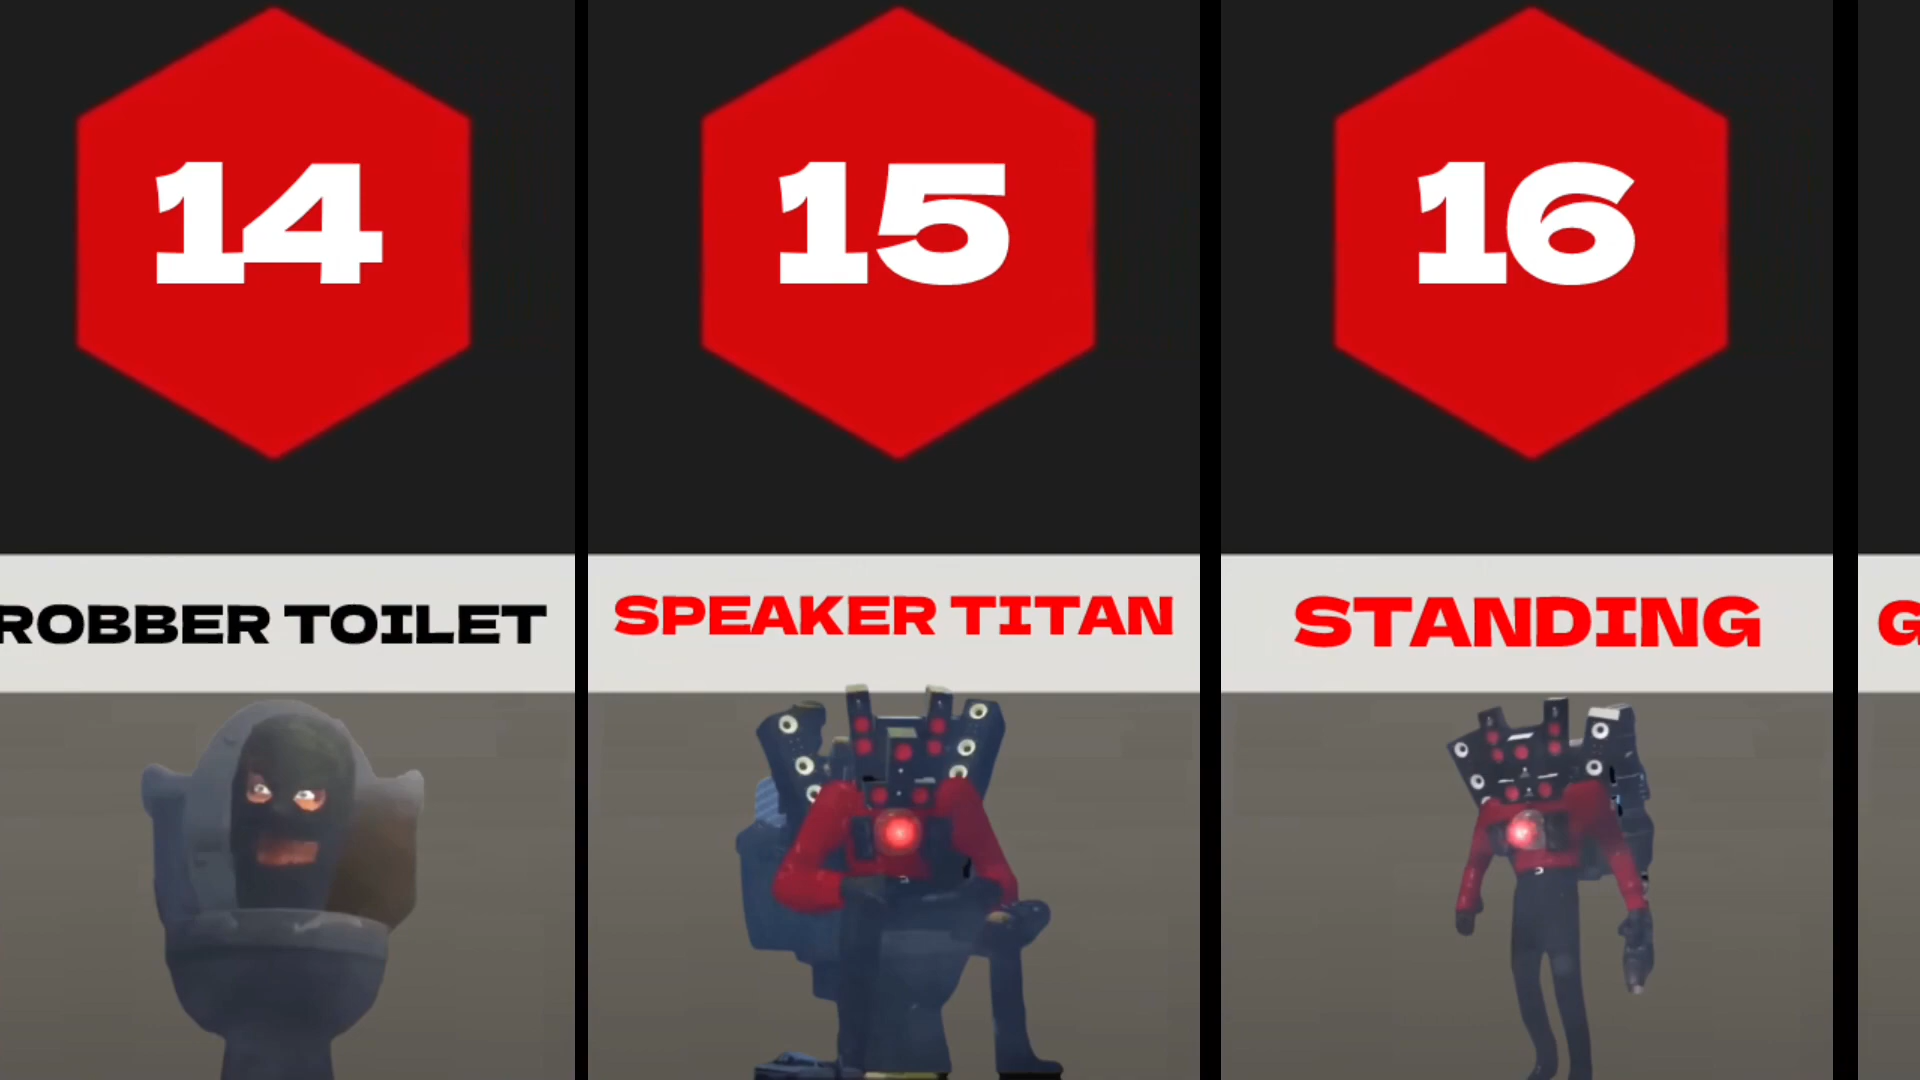 14
15
16
ROBBER TOILET
SPEAKER TITAN
STANDING
G